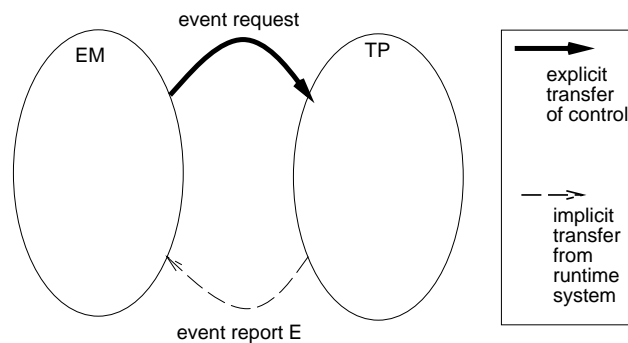 event request
EM
TP
event report E
explicit
transfer
of control
implicit
transfer
from
runtime
system